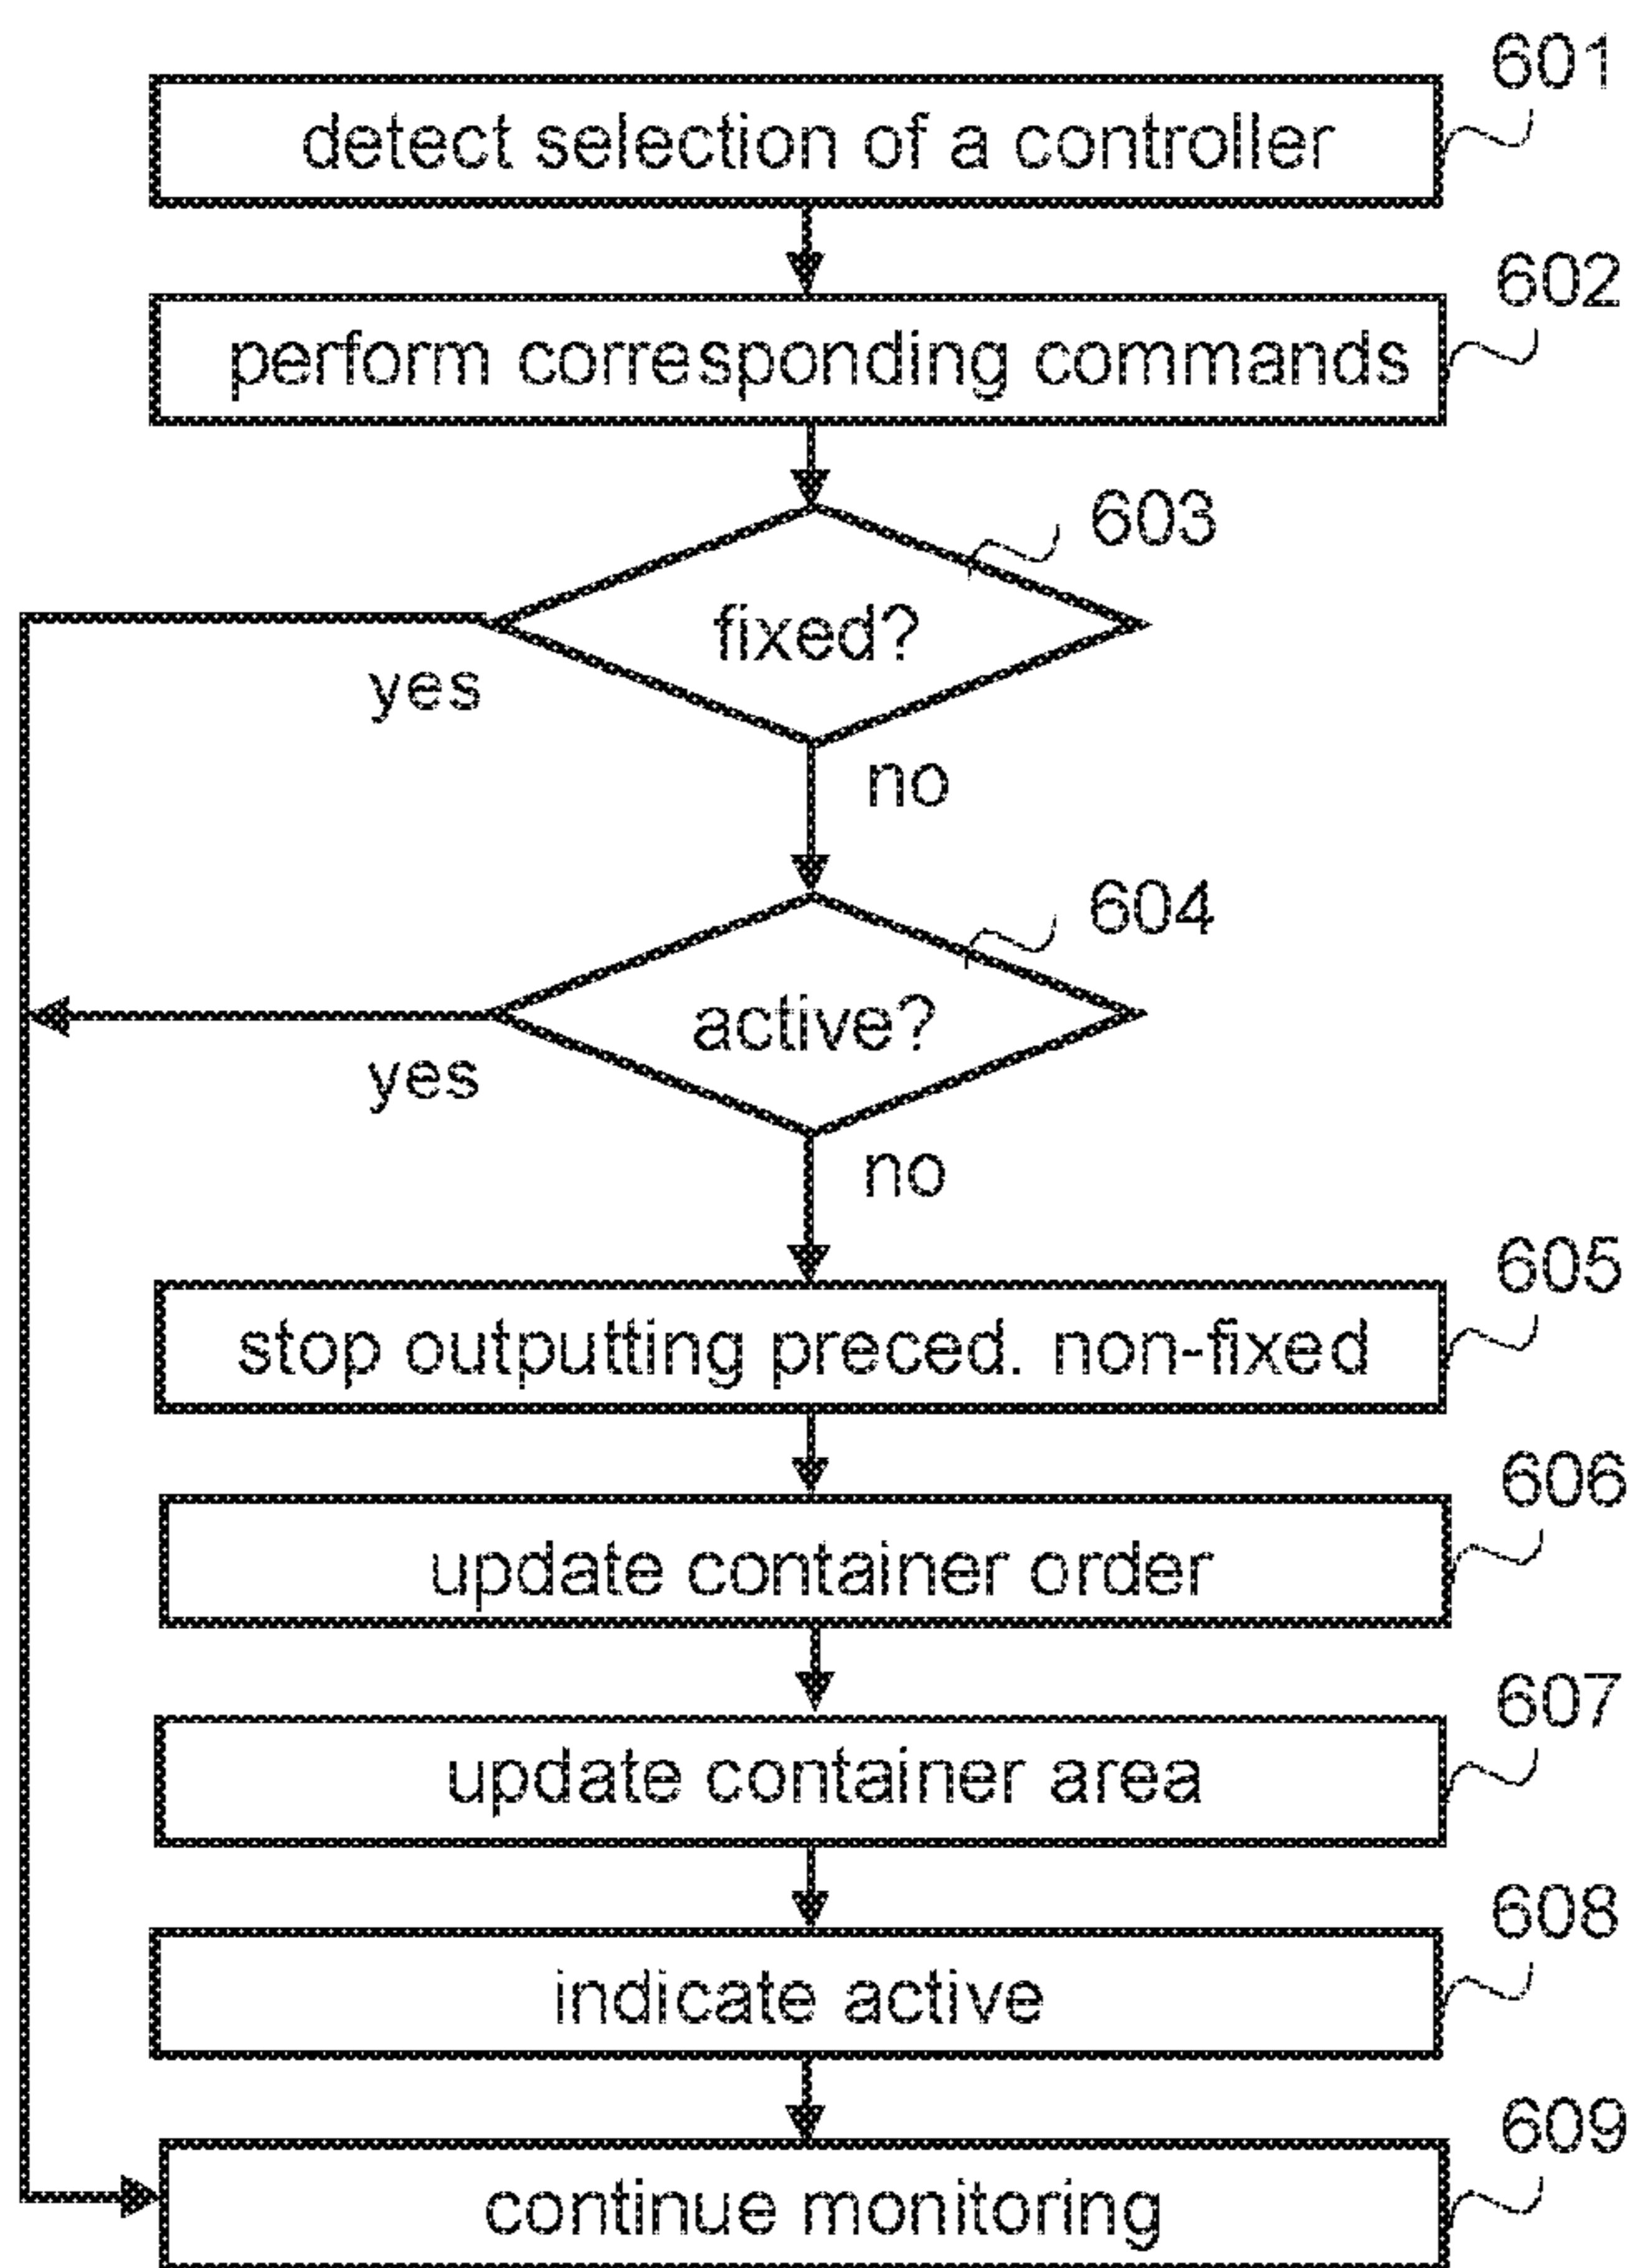 601
detect selection of a controller
602
perform corresponding commands
603
fixed?
yes
no
604
active?
yes
no
605
stop outputting preced. non-fixed
606
update container order
607
update container area
608
indicate active
609
continue monitoring